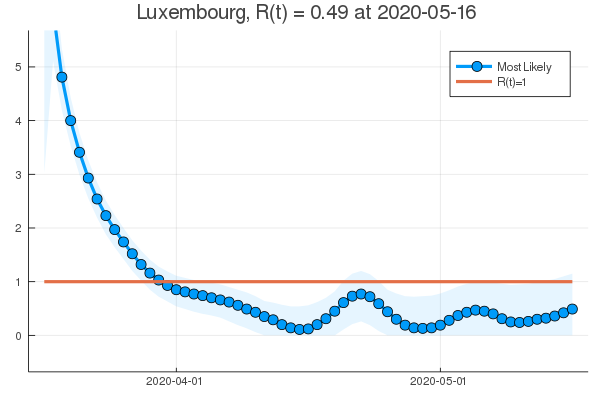 Luxembourg, R(t) = 0.49 at 2020-05-16
Most Likely
R(t)=1
5
4
3
2
1
0
2020-04-01
2020-05-01